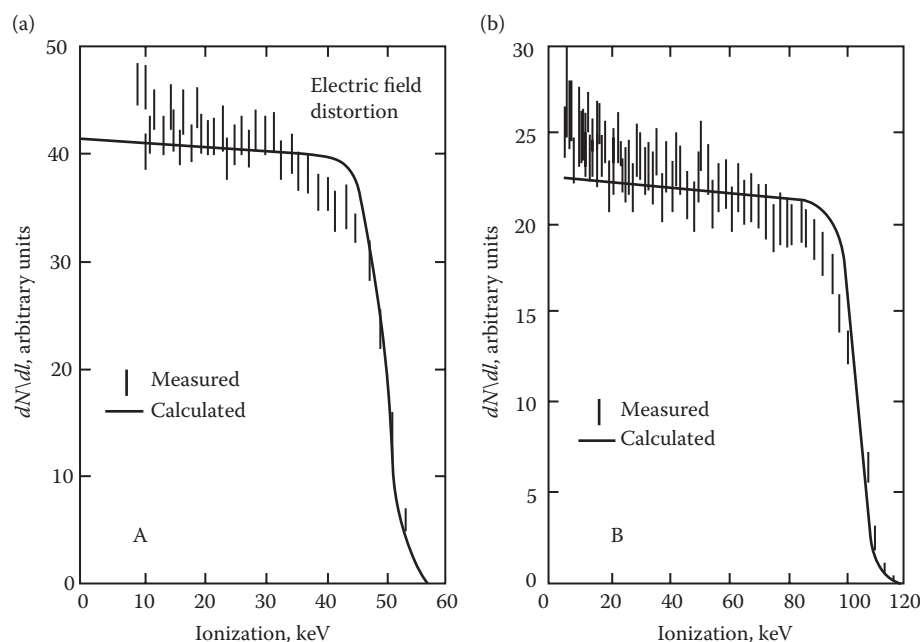 (a)
50
40
30
20
10
0
dN\dl, arbitrary units
Electric field
distortion
Measured
Calculated
A
0 10 20 30 40 50 60
Ionization, keV
(b)
30
25
20
15
10
5
0
dN\dl, arbitrary units
Measured
Calculated
B
0 20 40 60 80 100 120
Ionization, keV